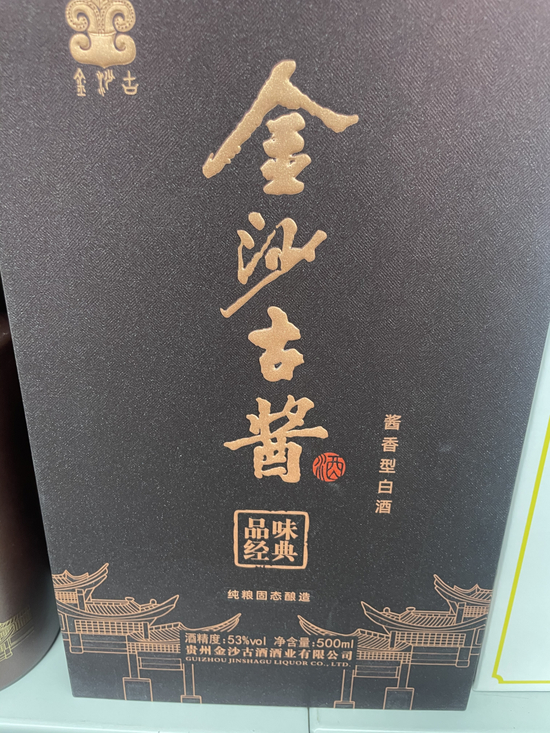 金沙古
金沙古酱
酒
酱香型白酒
品味
经典
纯粮固态酿造
酒精度:53%vol 净含量:500ml
贵州金沙古酒酒业有限公司
GUIZHOU JINSHAGU LIQUOR CO., LTD.